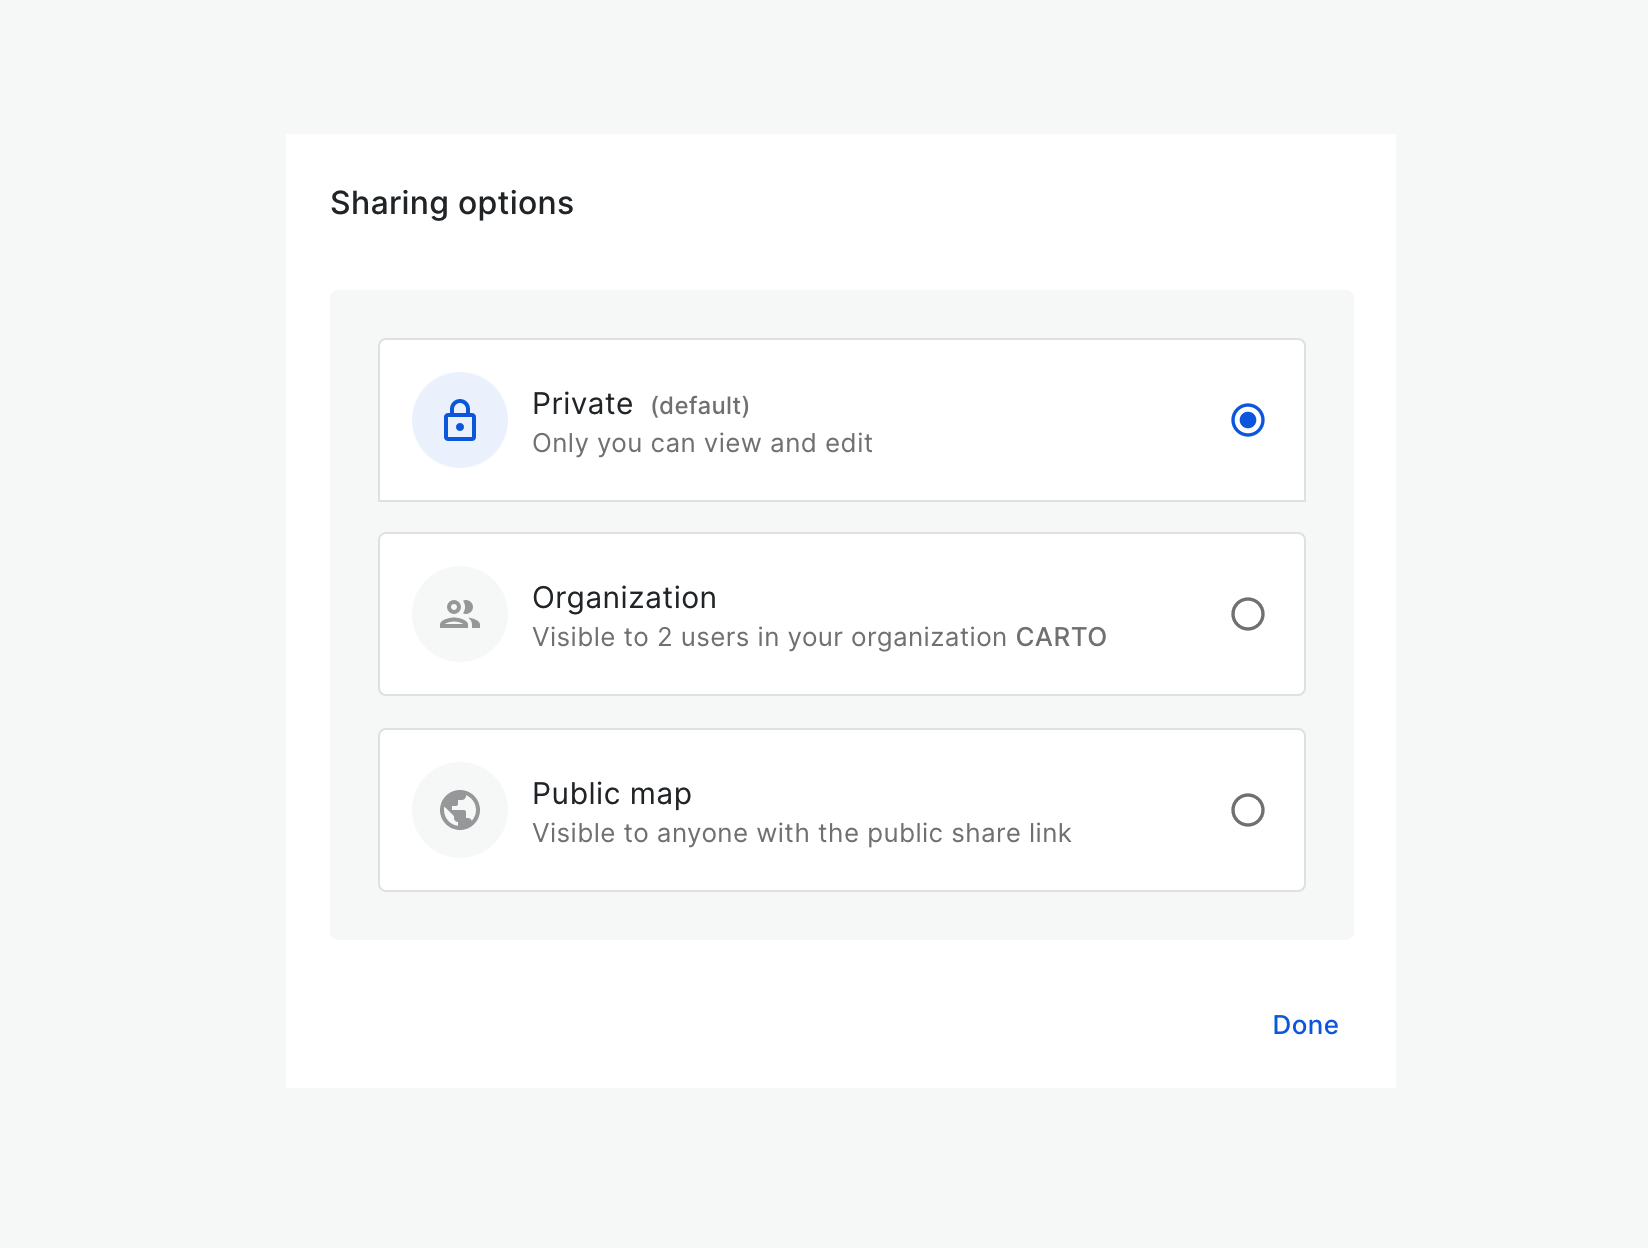 Sharing options
Private (default)
Only you can view and edit
Organization
Visible to 2 users in your organization CARTO
Public map
Visible to anyone with the public share link
Done